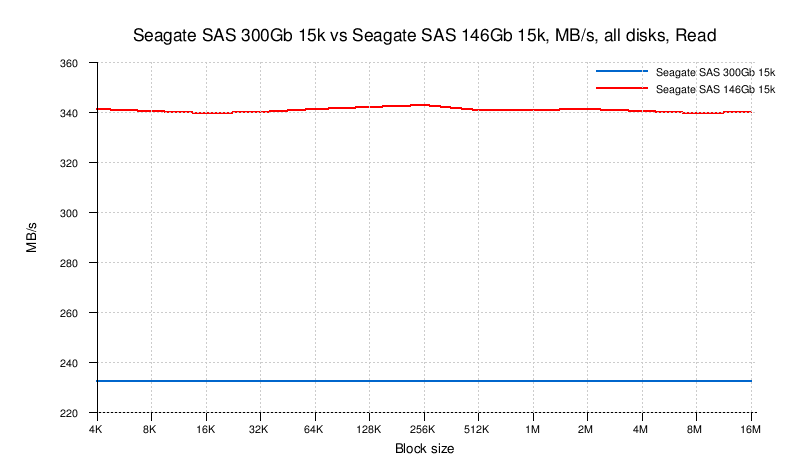 Seagate SAS 300Gb 15k vs Seagate SAS 146Gb 15k, MB/s, all disks, Read
Seagate SAS 300Gb 15k
Seagate SAS 146Gb 15k
360
340
320
300
280
260
240
220
MB/s
4K 8K 16K 32K 64K 128K 256K 512K 1M 2M 4M 8M 16M
Block size